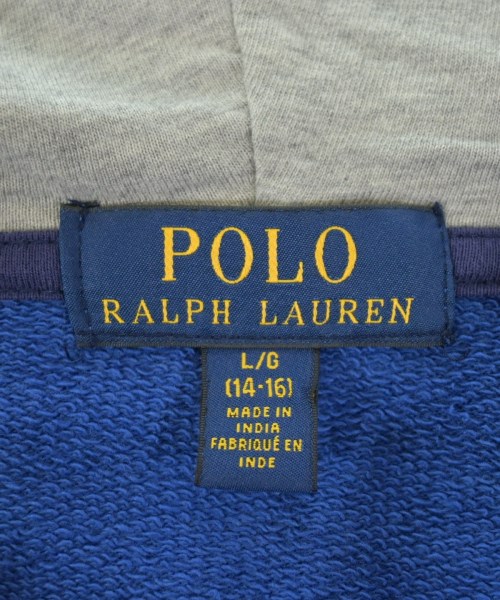 POLO
RALPH LAUREN
L/G
(14-16)
MADE IN
INDIA
FABRIQUÉ EN
INDE